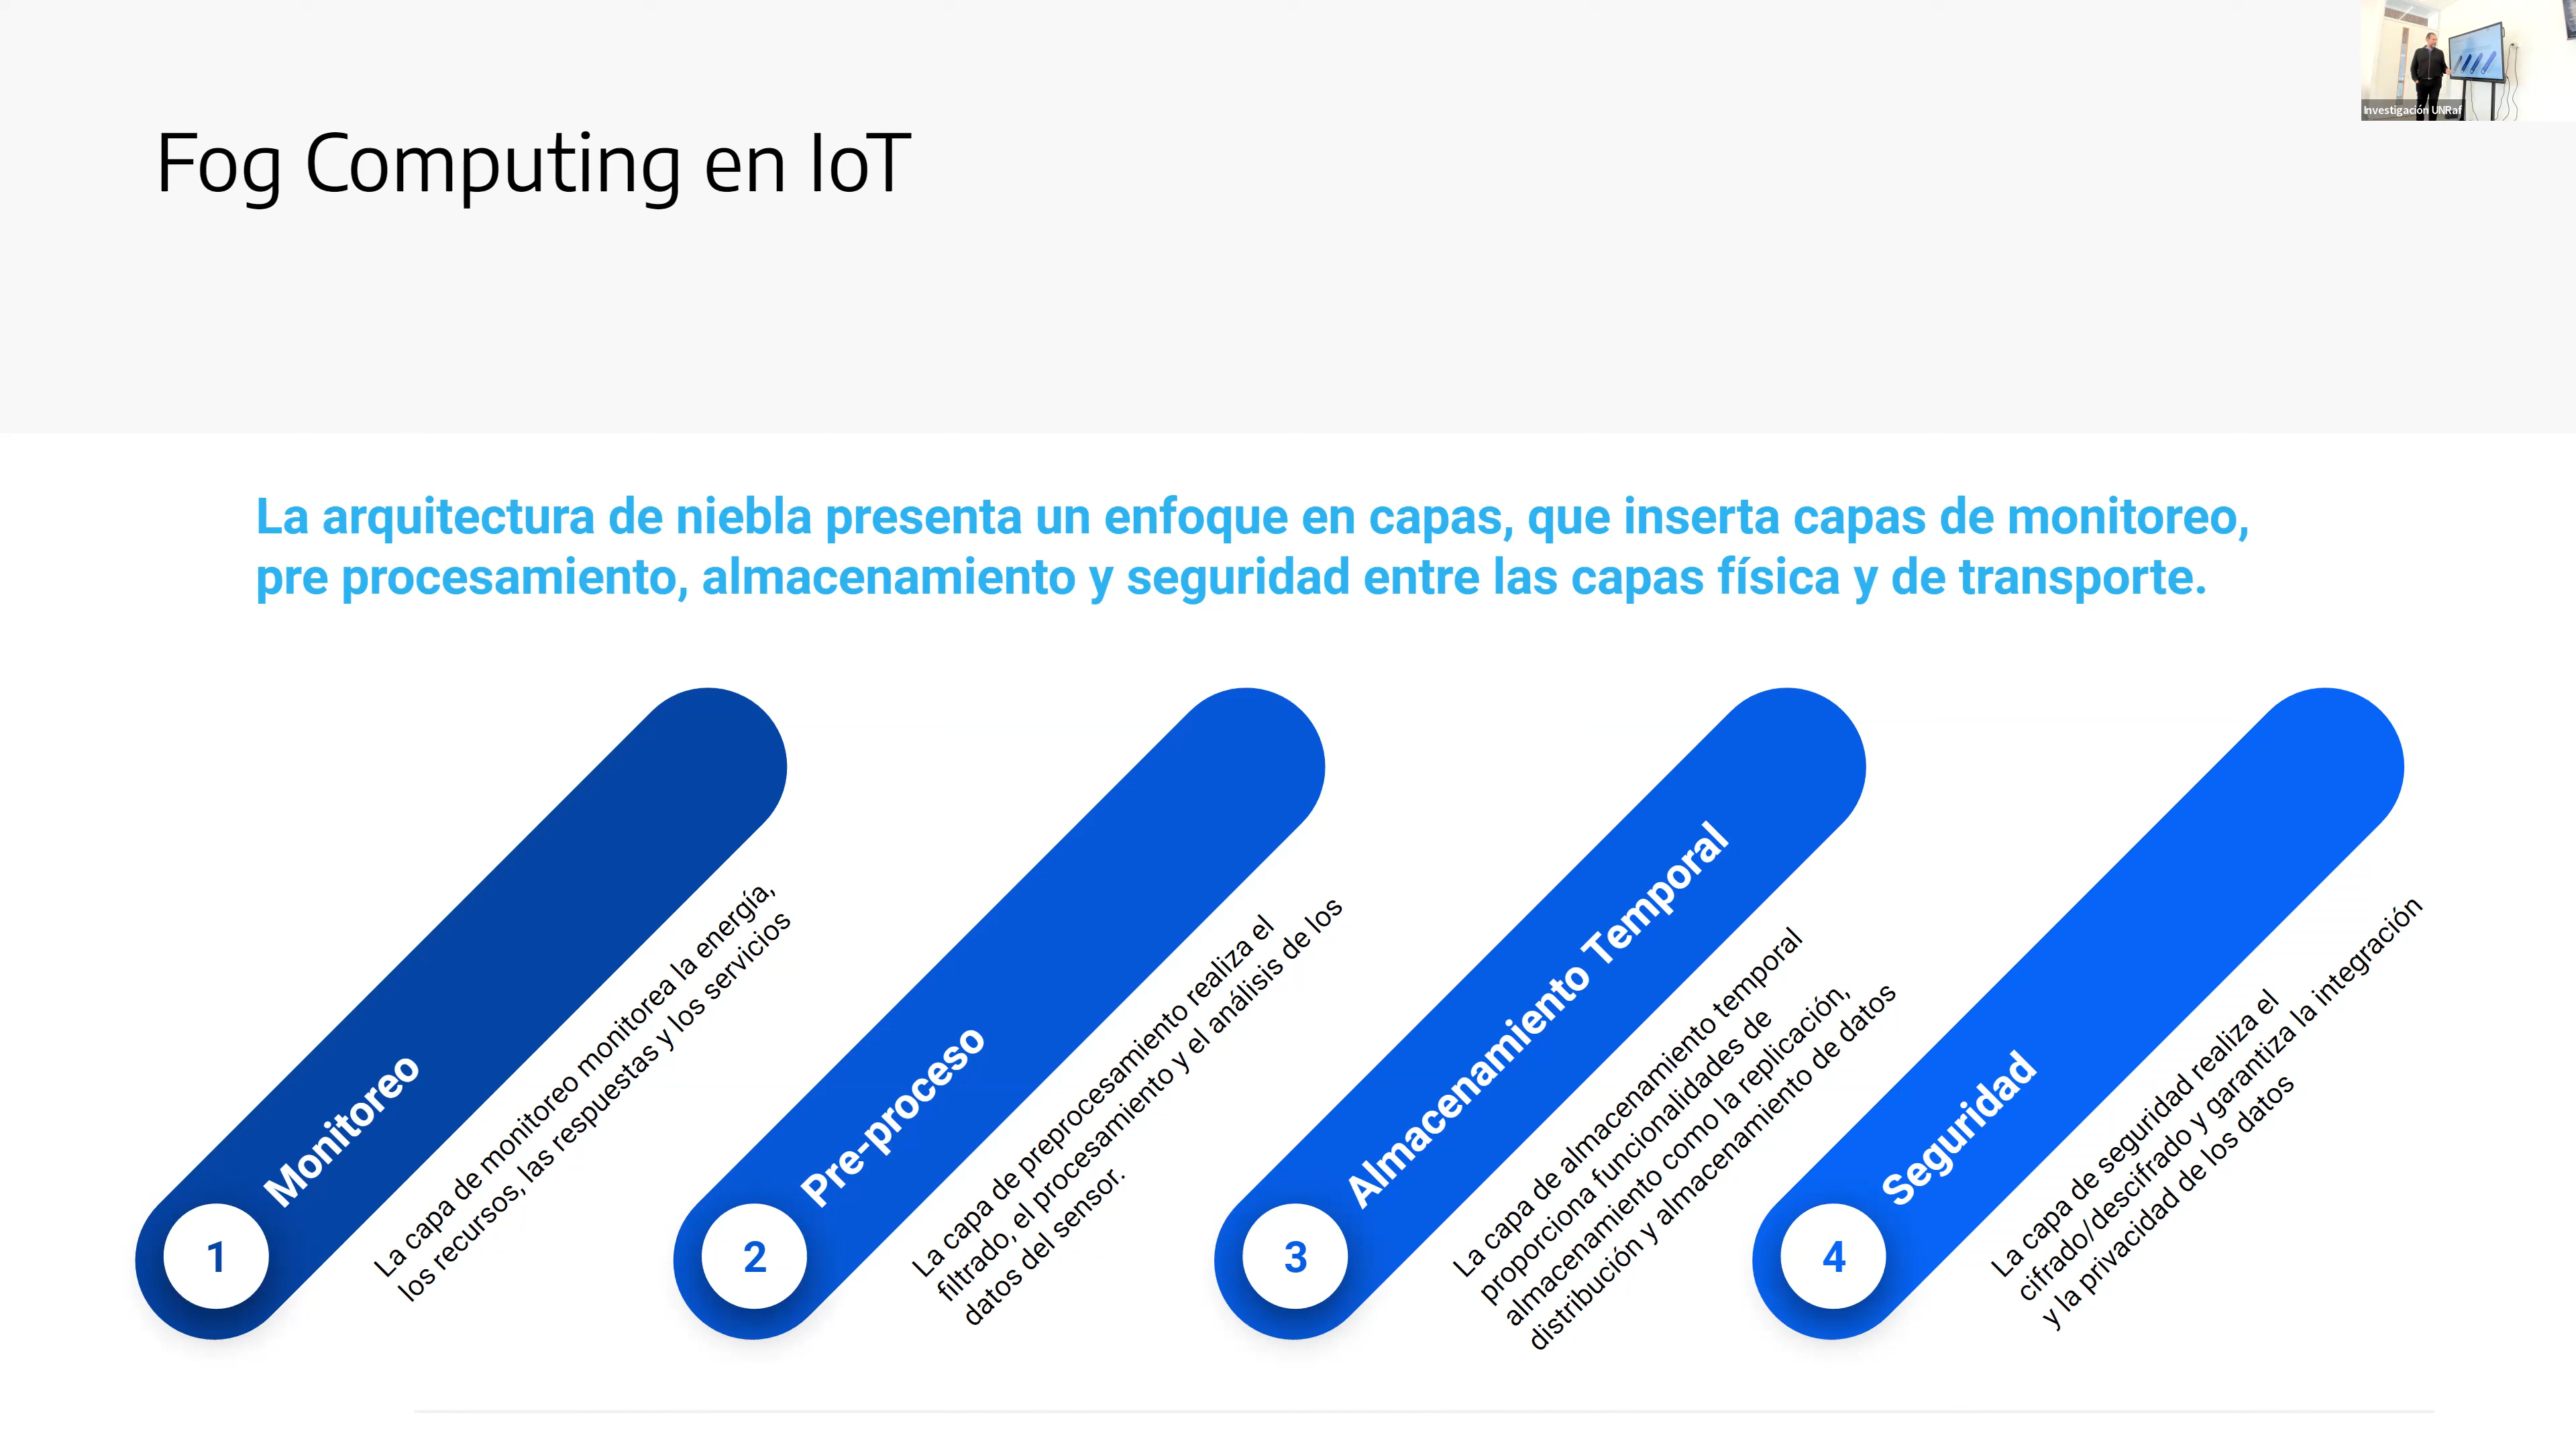 Investigación UNRaf
Fog Computing en IoT
La arquitectura de niebla presenta un enfoque en capas, que inserta capas de monitoreo,
pre procesamiento, almacenamiento y seguridad entre las capas física y de transporte.
1
Monitoreo
La capa de monitoreo monitorea la energía,
los recursos, las respuestas y los servicios
2
Pre-proceso
La capa de preprocesamiento realiza el
filtrado, el procesamiento y el análisis de los
datos del sensor.
3
Almacenamiento Temporal
La capa de almacenamiento temporal
proporciona funcionalidades de
almacenamiento como la replicación,
distribución y almacenamiento de datos
4
Seguridad
La capa de seguridad realiza el
cifrado/descifrado y garantiza la integración
y la privacidad de los datos